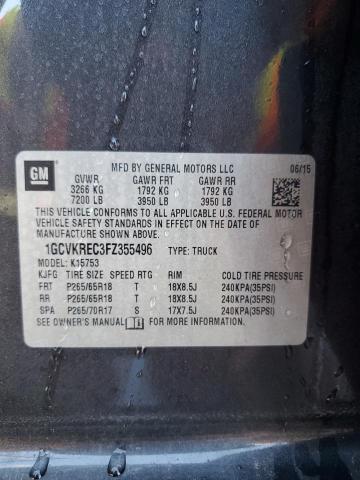 GM
MFD BY GENERAL MOTORS LLC 06/15
GVWR GAWR FRT GAWR RR
3266 KG 1792 KG 1792 KG
7200 LB 3950 LB 3950 LB
THIS VEHICLE CONFORMS TO ALL APPLICABLE U.S. FEDERAL MOTOR
VEHICLE SAFETY STANDARDS IN EFFECT ON THE DATE OF
MANUFACTURE SHOWN ABOVE.
1GCVKREC3FZ355496 TYPE: TRUCK
MODEL: K15753
KJFG TIRE SIZE SPEED RTG RIM COLD TIRE PRESSURE
FRT P265/65R18 T 18X8.5J 240KPA(35PSI)
RR P265/65R18 T 18X8.5J 240KPA(35PSI)
SPA P265/70R17 S 17X7.5J 240KPA(35PSI)
SEE OWNER'S MANUAL FOR MORE INFORMATION.